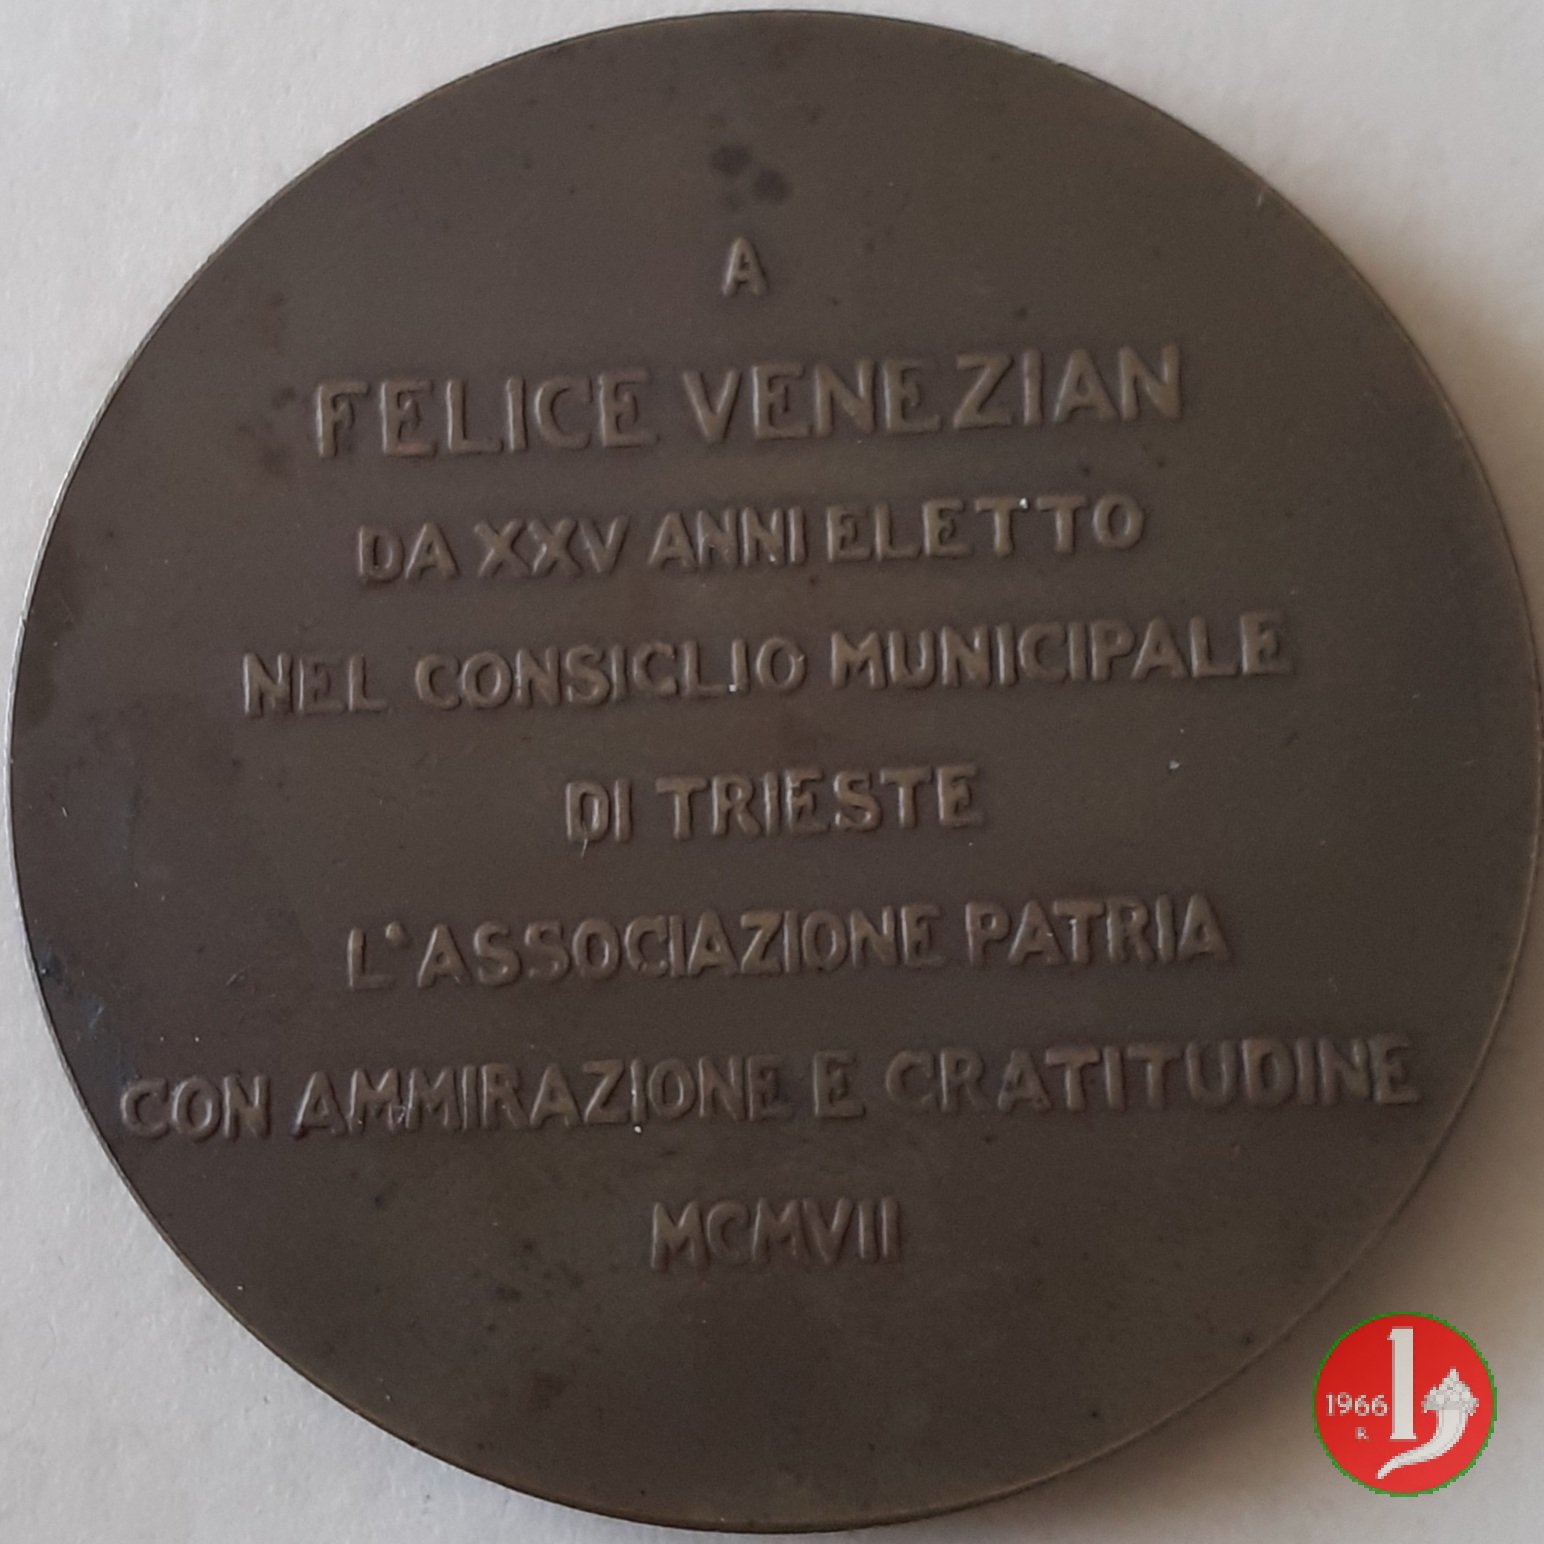 A
FELICE VENEZIAN
DA XXV ANNI ELETTO
NEL CONSIGLIO MUNICIPALE
DI TRIESTE
L'ASSOCIAZIONE PATRIA
CON AMMIRAZIONE E GRATITUDINE
MCMVII
1966
R